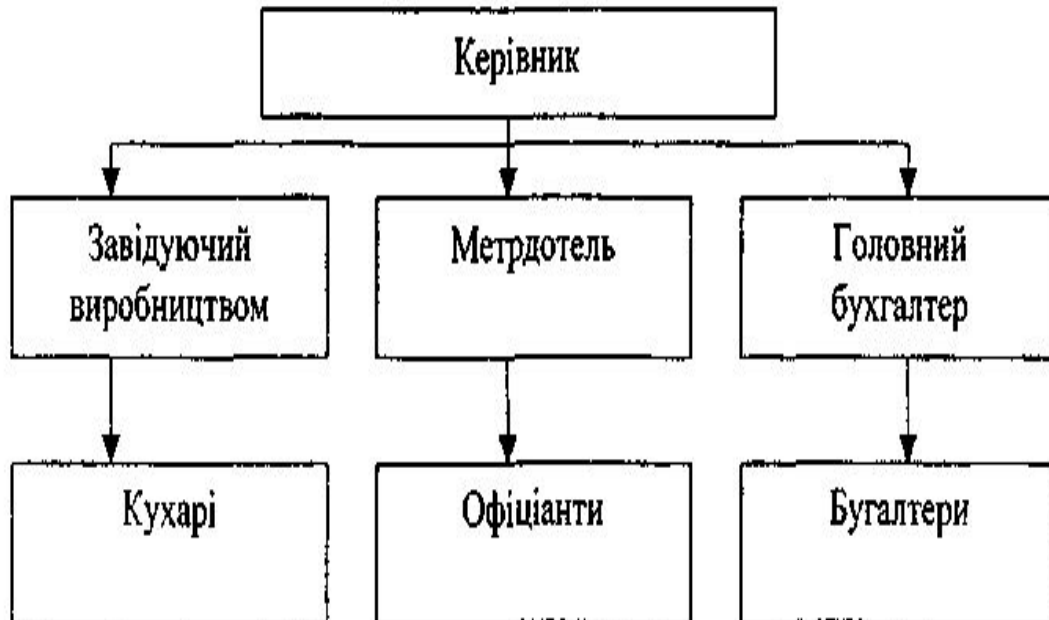 Керівник
Завідуючий
виробництвом
Метрдотель
Головний
бухгалтер
Кухарі
Офіціанти
Бугалтери